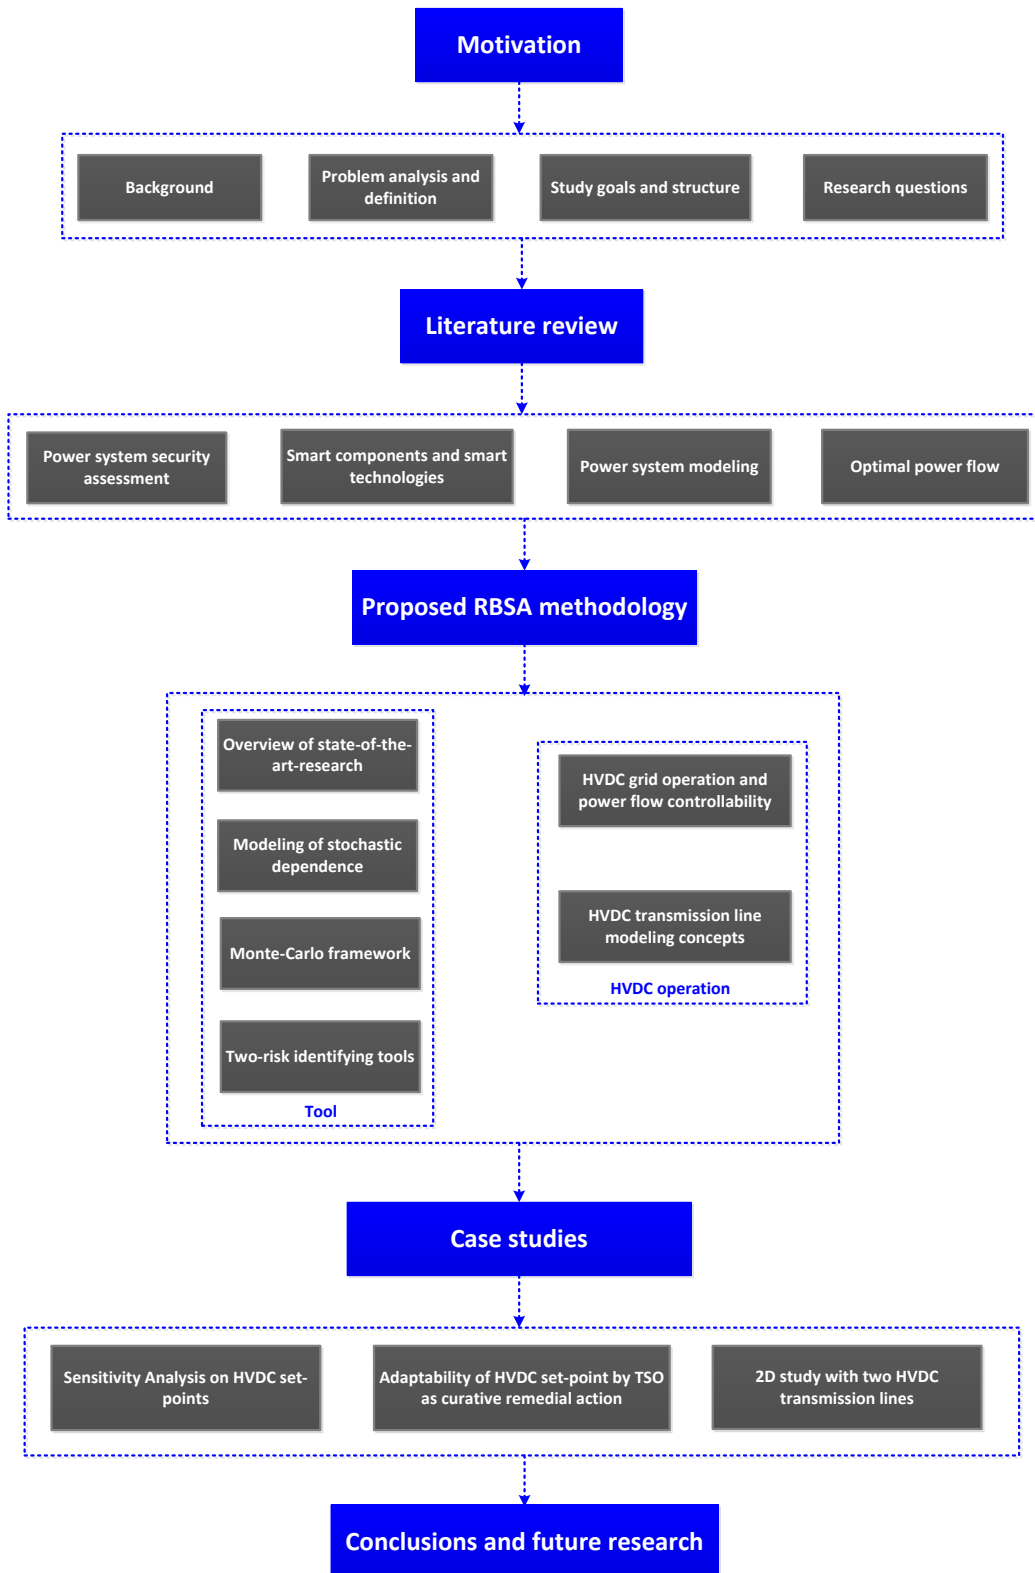 Motivation
Background
Problem analysis and
definition
Study goals and structure
Research questions
Literature review
Power system security
assessment
Smart components and smart
technologies
Power system modeling
Optimal power flow
Proposed RBSA methodology
Overview of state-of-the-
art-research
Modeling of stochastic
dependence
Monte-Carlo framework
Two-risk identifying tools
Tool
HVDC grid operation and
power flow controllability
HVDC transmission line
modeling concepts
HVDC operation
Case studies
Sensitivity Analysis on HVDC set-
points
Adaptability of HVDC set-point by TSO
as curative remedial action
2D study with two HVDC
transmission lines
Conclusions and future research